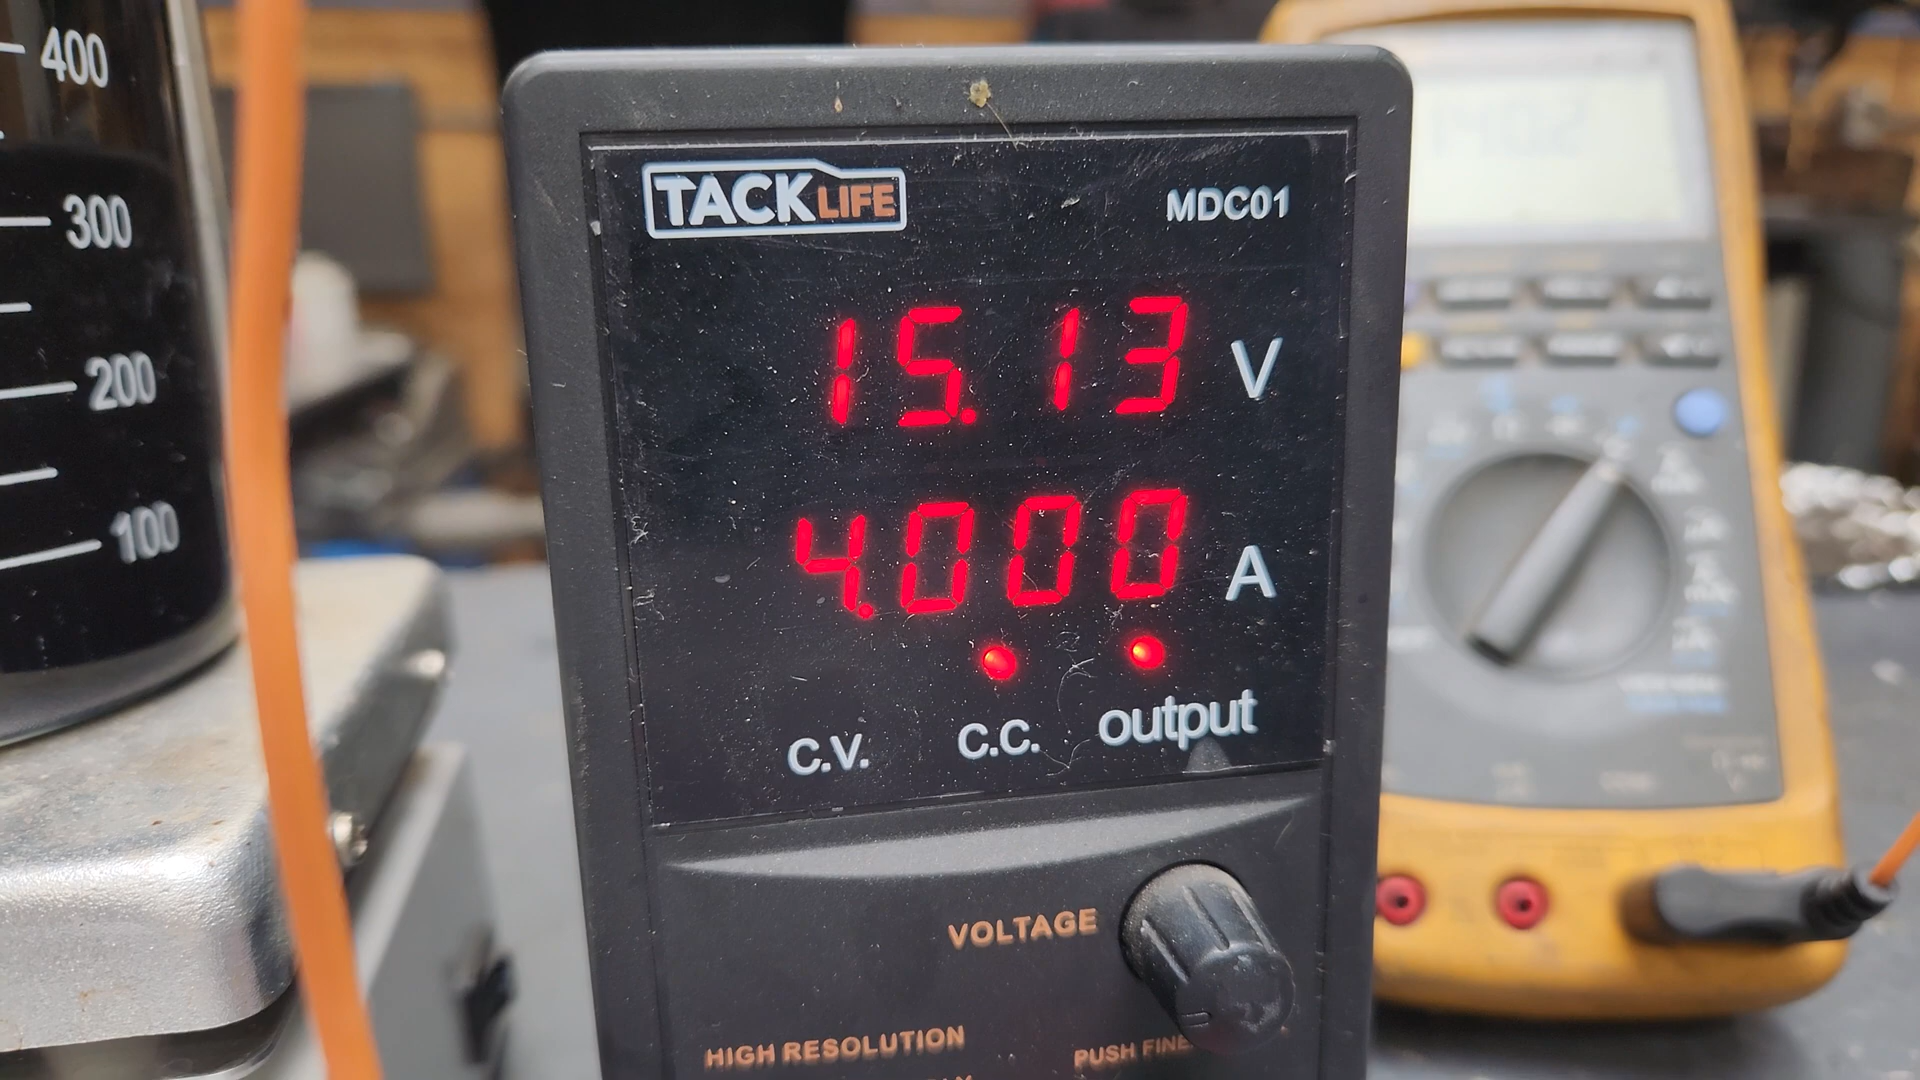 400
300
200
100
TACKLIFE
MDC01
15.13 V
4.000 A
C.V. C.C. output
VOLTAGE
HIGH RESOLUTION
PUSH FINE